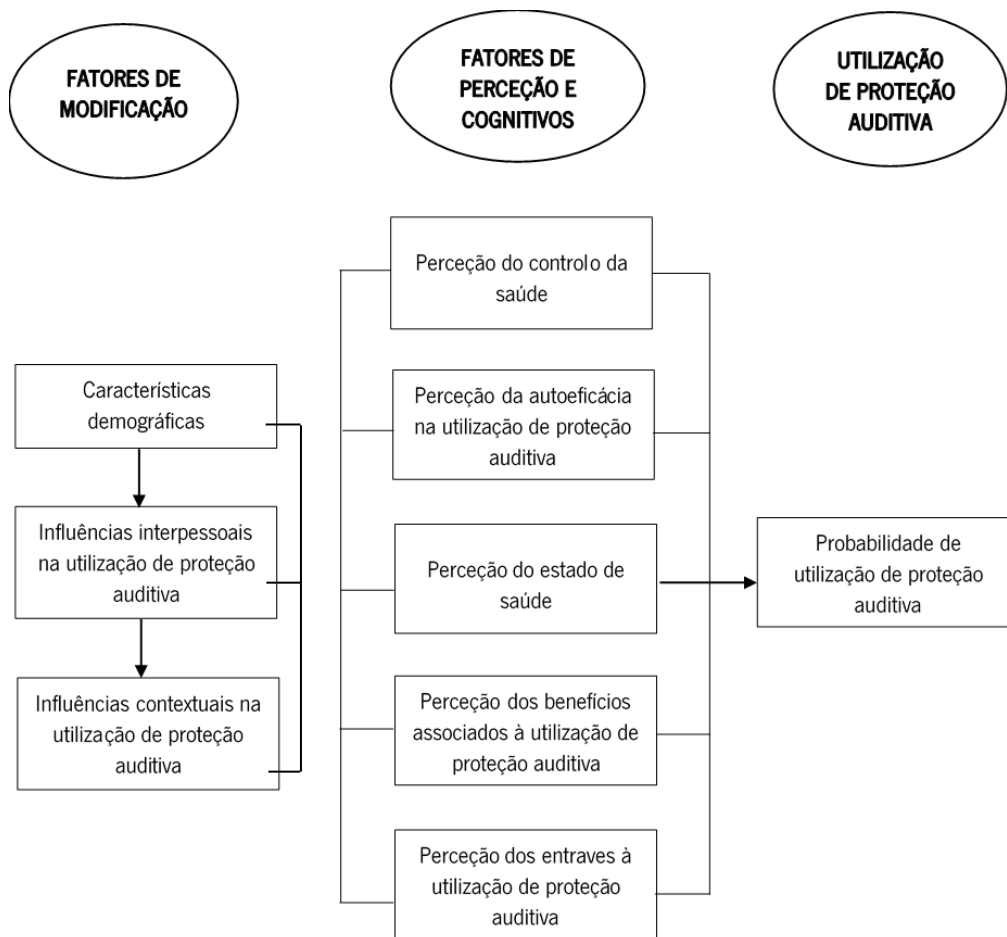 FATORES DE
MODIFICAÇÃO
FATORES DE
PERCEÇÃO E
COGNITIVOS
UTILIZAÇÃO
DE PROTEÇÃO
AUDITIVA
Características
demográficas
Influências interpessoais
na utilização de proteção
auditiva
Influências contextuais na
utilização de proteção
auditiva
Perceção do controlo da
saúde
Perceção da autoeficácia
na utilização de proteção
auditiva
Perceção do estado de
saúde
Perceção dos benefícios
associados à utilização de
proteção auditiva
Perceção dos entraves à
utilização de proteção
auditiva
Probabilidade de
utilização de proteção
auditiva